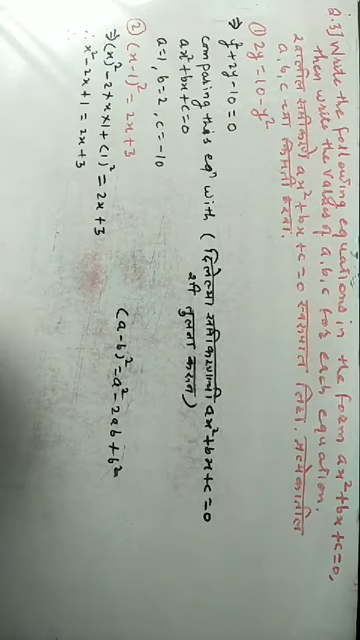 Q.3] Write the following equations in the form ax²+bx+c=0,
then write the values of a, b, c for each equation.
ax²+bx+c=0 स्वरूपात लिहा.
a, b, c च्या किंमती
① 2y = 10-y²
⇒ y²+2y-10=0
comparing this eqⁿ with (दिलेल्या समीकरणाची ax²+bx+c=0
ax²+bx+c=0 शी तुलना करून)
a=1, b=2, c=-10
② (x-1)² = 2x+3 (a-b)²=a²-2ab+b²
⇒(x)²-2×x×1+(1)² = 2x+3
∴ x²-2x+1 = 2x+3